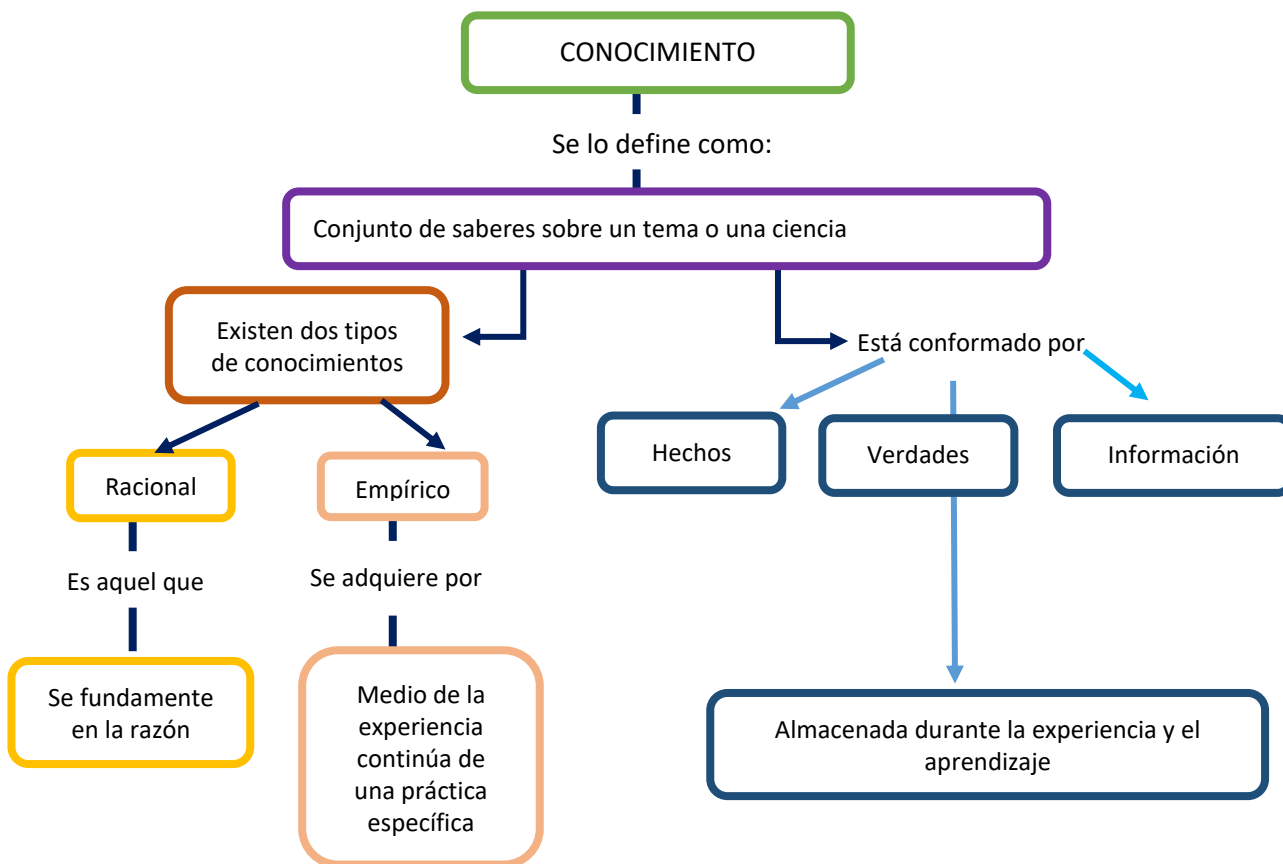 CONOCIMIENTO
Se lo define como:
Conjunto de saberes sobre un tema o una ciencia
Existen dos tipos
de conocimientos
Está conformado por
Hechos
Verdades
Información
Racional
Empírico
Es aquel que
Se adquiere por
Se fundamente
en la razón
Medio de la
experiencia
continúa de
una práctica
específica
Almacenada durante la experiencia y el
aprendizaje